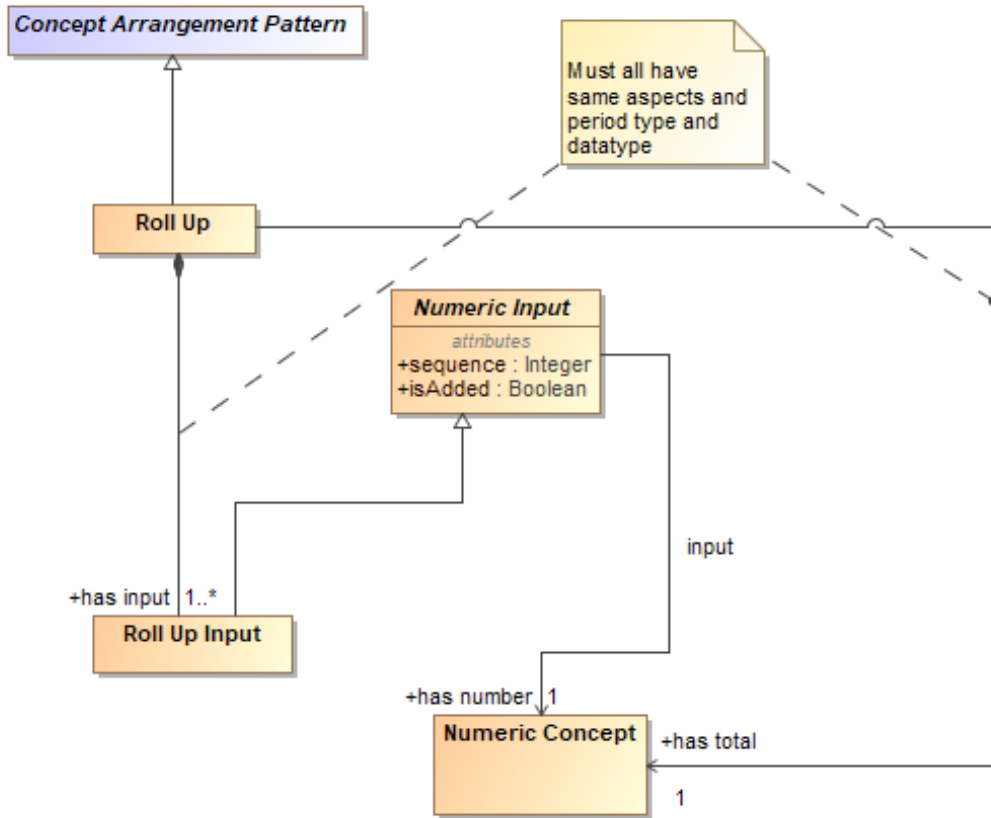 Concept Arrangement Pattern
Must all have
same aspects and
period type and
datatype
Roll Up
Numeric Input
attributes
+sequence : Integer
+isAdded : Boolean
input
+has input 1..*
Roll Up Input
+has number 1
Numeric Concept
+has total
1